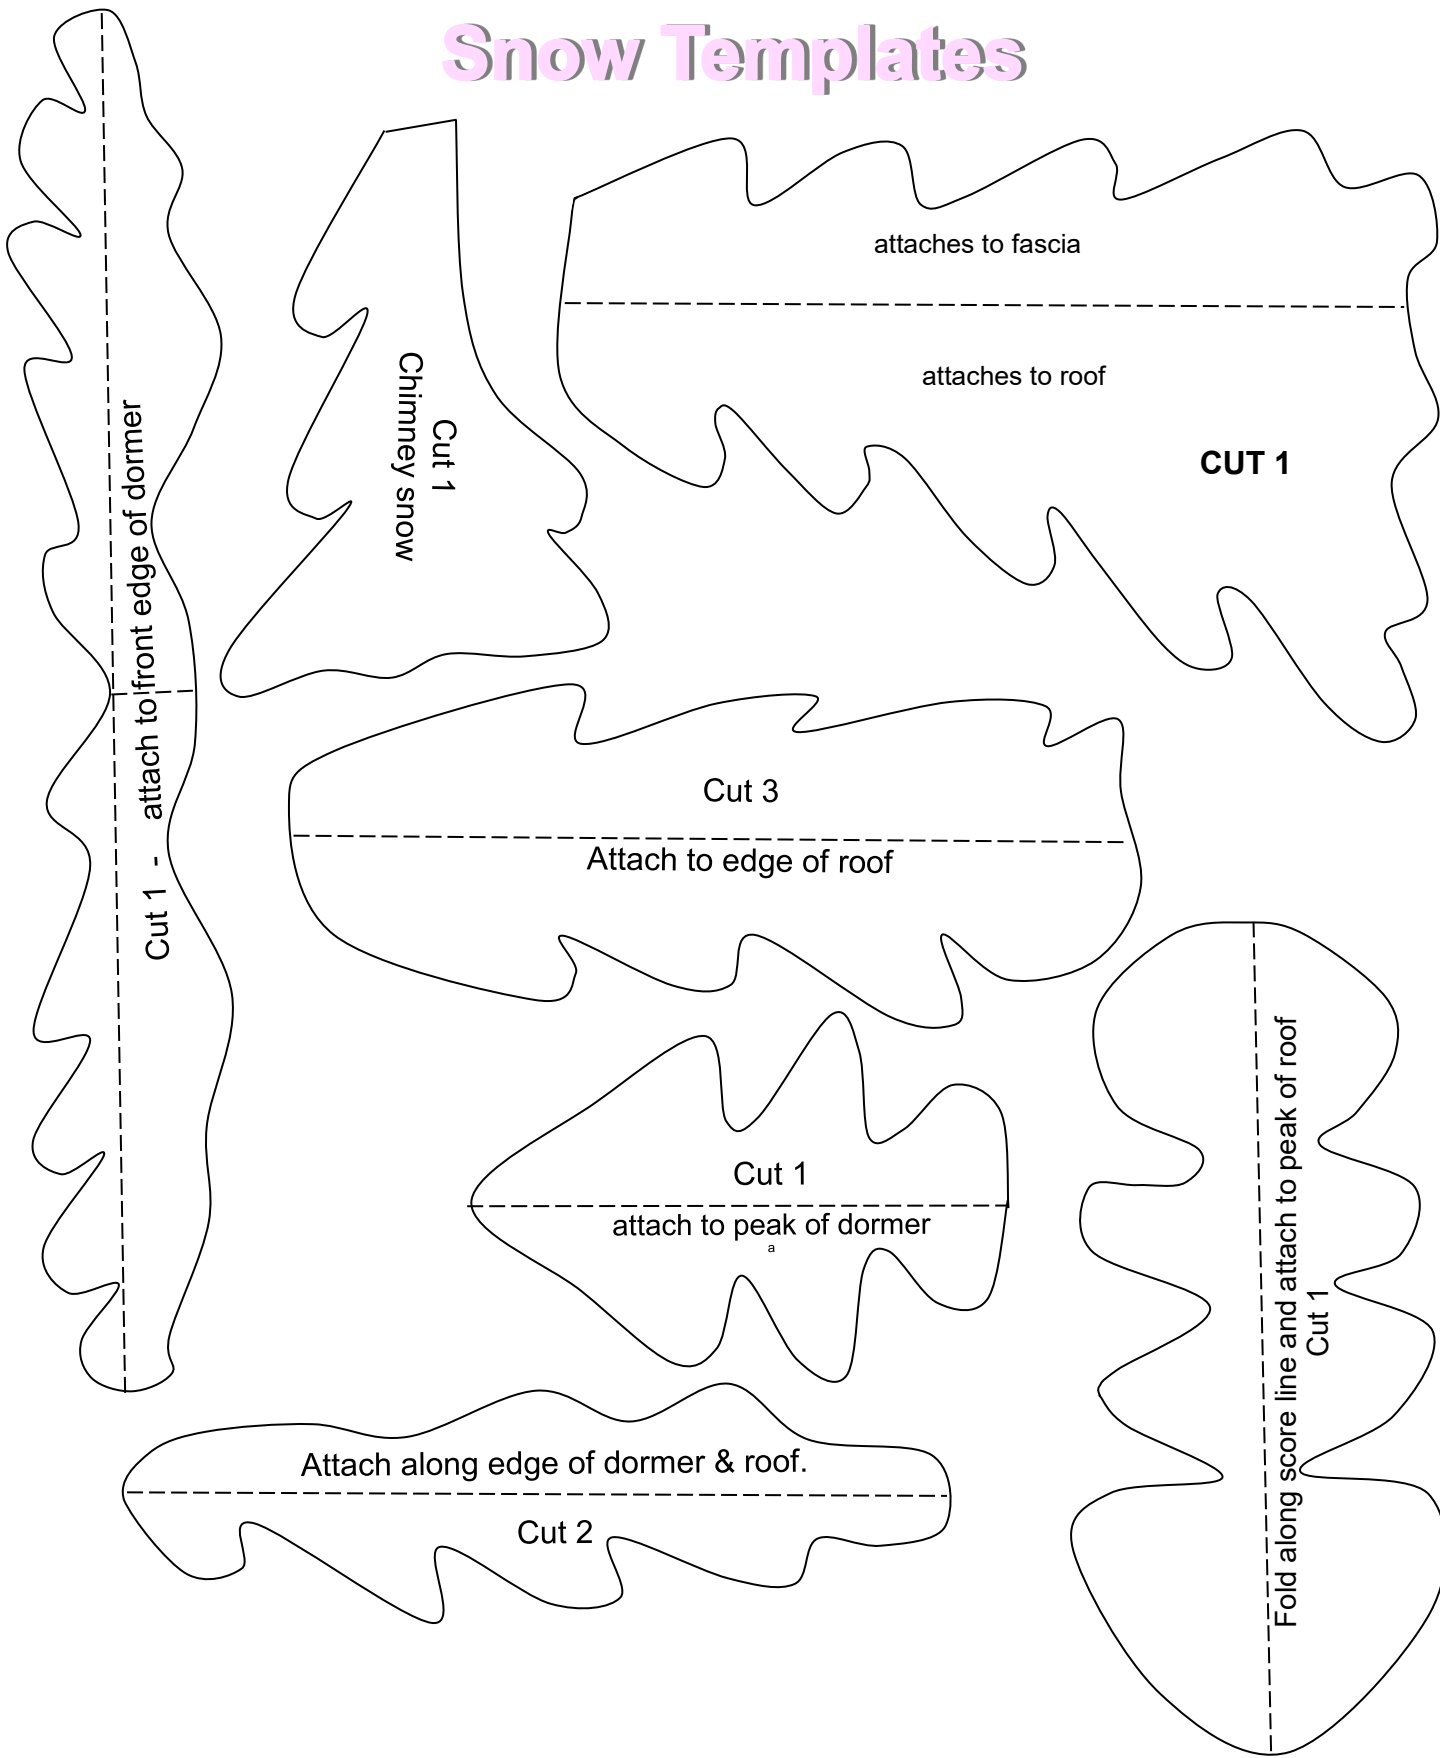 Snow Templates
attaches to fascia
attaches to roof
CUT 1
Cut 1
Chimney snow
Cut 1 - attach to front edge of dormer
Cut 3
Attach to edge of roof
Cut 1
attach to peak of dormer
a
Fold along score line and attach to peak of roof
Cut 1
Attach along edge of dormer & roof.
Cut 2